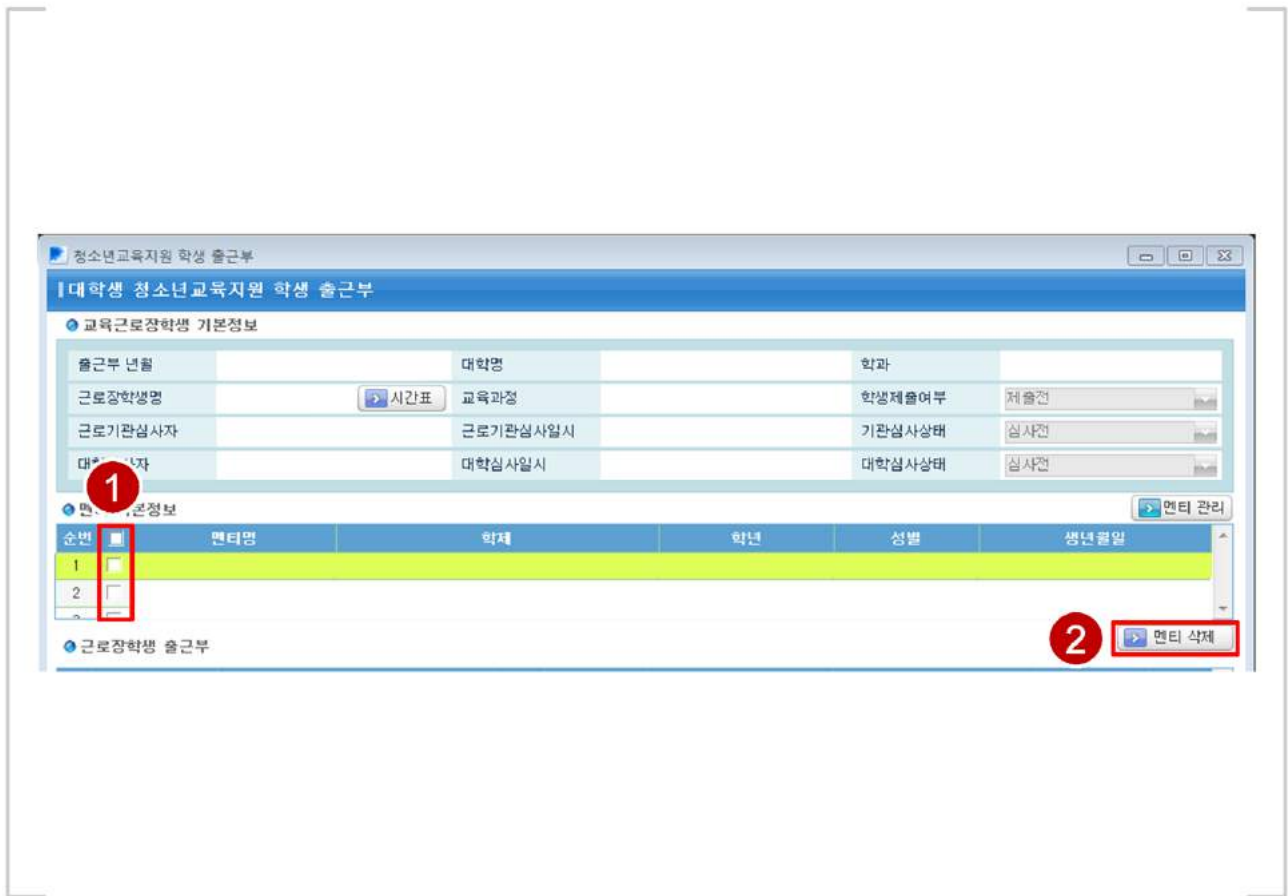 청소년교육지원 학생 출근부
대학생 청소년교육지원 학생 출근부
교육근로장학생 기본정보
출근부 년월 대학명 학과
근로장학생명 시간표 교육과정 학생제출여부 제출전
근로기관심사자 근로기관심사일시 기관심사상태 심사전
대학심사일시 대학심사상태 심사전
1
본정보 멘티 관리
순번 멘티명 학제 학년 성별 생년월일
1
2
근로장학생 출근부 2 멘티 삭제